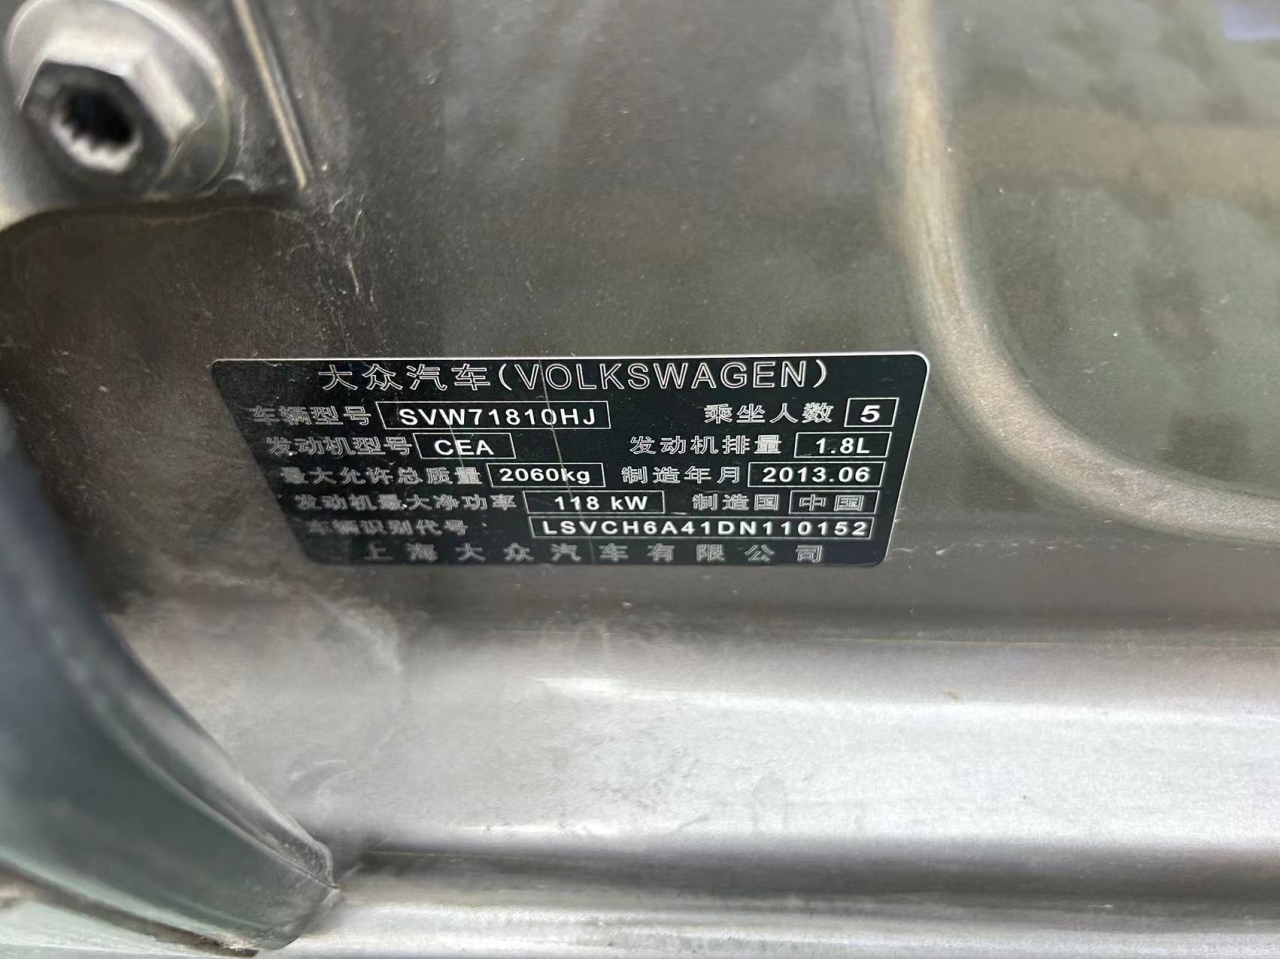 大众汽车(VOLKSWAGEN)
车辆型号 SVW71810HJ 乘坐人数 5
发动机型号 CEA 发动机排量 1.8L
最大允许总质量 2060kg 制造年月 2013.06
发动机最大净功率 118 kW 制造国 中国
车辆识别代号 LSVCH6A41DN110152
上海大众汽车有限公司